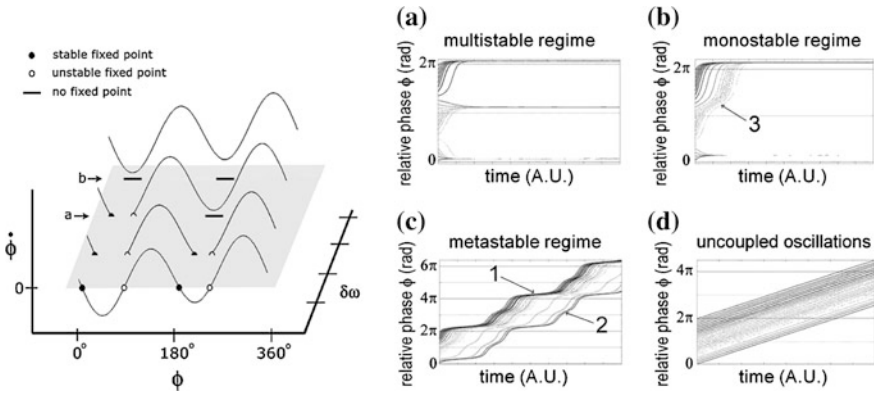 stable fixed point
unstable fixed point
no fixed point
b→
a→
ϕ̇
0
δω
0° 180° 360°
ϕ
(a)
multistable regime
relative phase ϕ (rad)
2π
0
time (A.U.)
(b)
monostable regime
relative phase ϕ (rad)
2π
3
0
time (A.U.)
(c)
metastable regime
relative phase ϕ (rad)
6π
1
4π
2
2π
0
time (A.U.)
(d)
uncoupled oscillations
relative phase ϕ (rad)
4π
2π
0
time (A.U.)